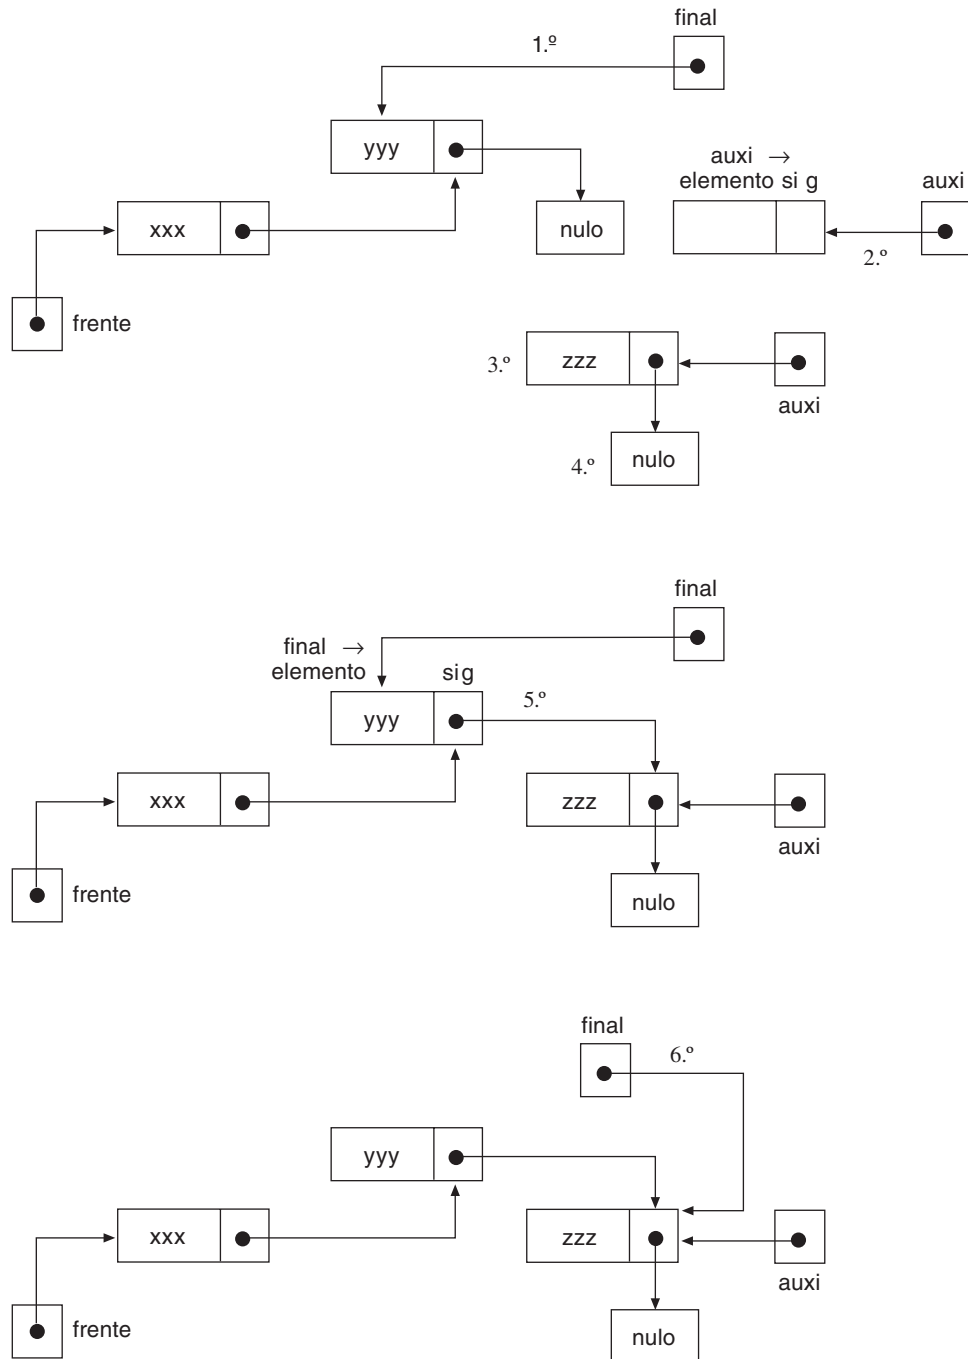 final
1.º
yyy
auxi →
elemento sig
auxi
xxx
nulo
2.º
frente
3.º
zzz
auxi
4.º
nulo
final
final →
elemento
sig
yyy
5.º
xxx
zzz
auxi
frente
nulo
final
6.º
yyy
xxx
zzz
auxi
frente
nulo